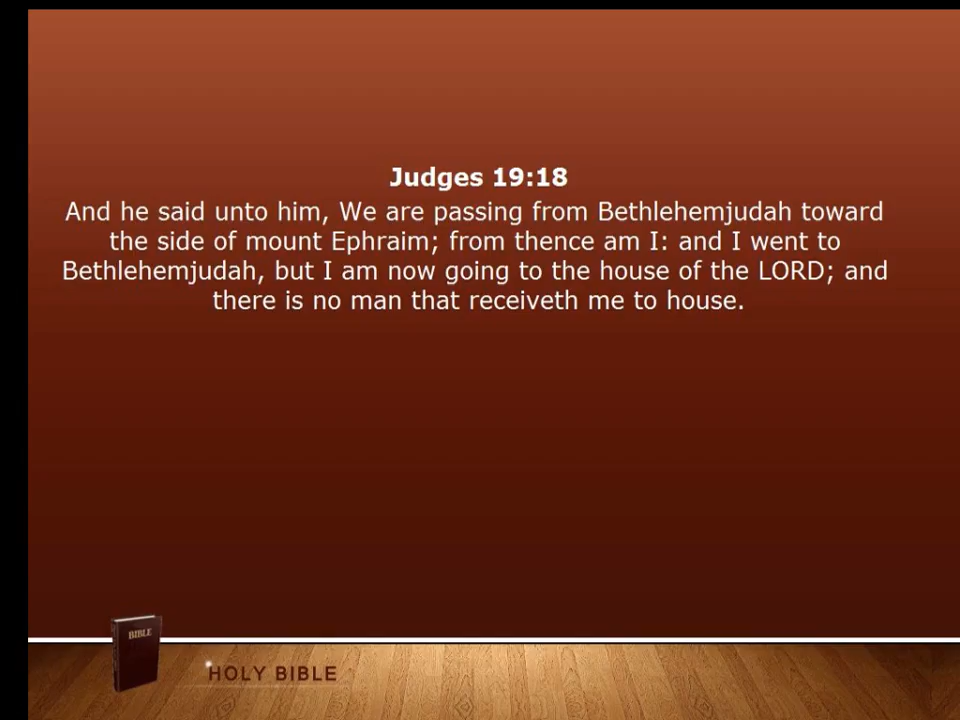 Judges 19:18
And he said unto him, We are passing from Bethlehemjudah toward
the side of mount Ephraim; from thence am I: and I went to
Bethlehemjudah, but I am now going to the house of the LORD; and
there is no man that receiveth me to house.
BIBLE
HOLY BIBLE